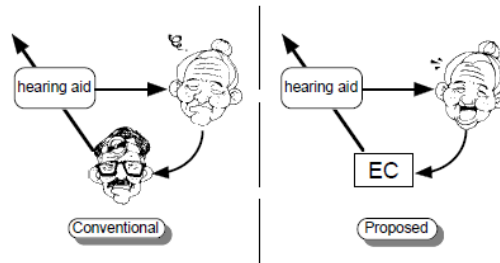 hearing aid
Conventional
hearing aid
EC
Proposed